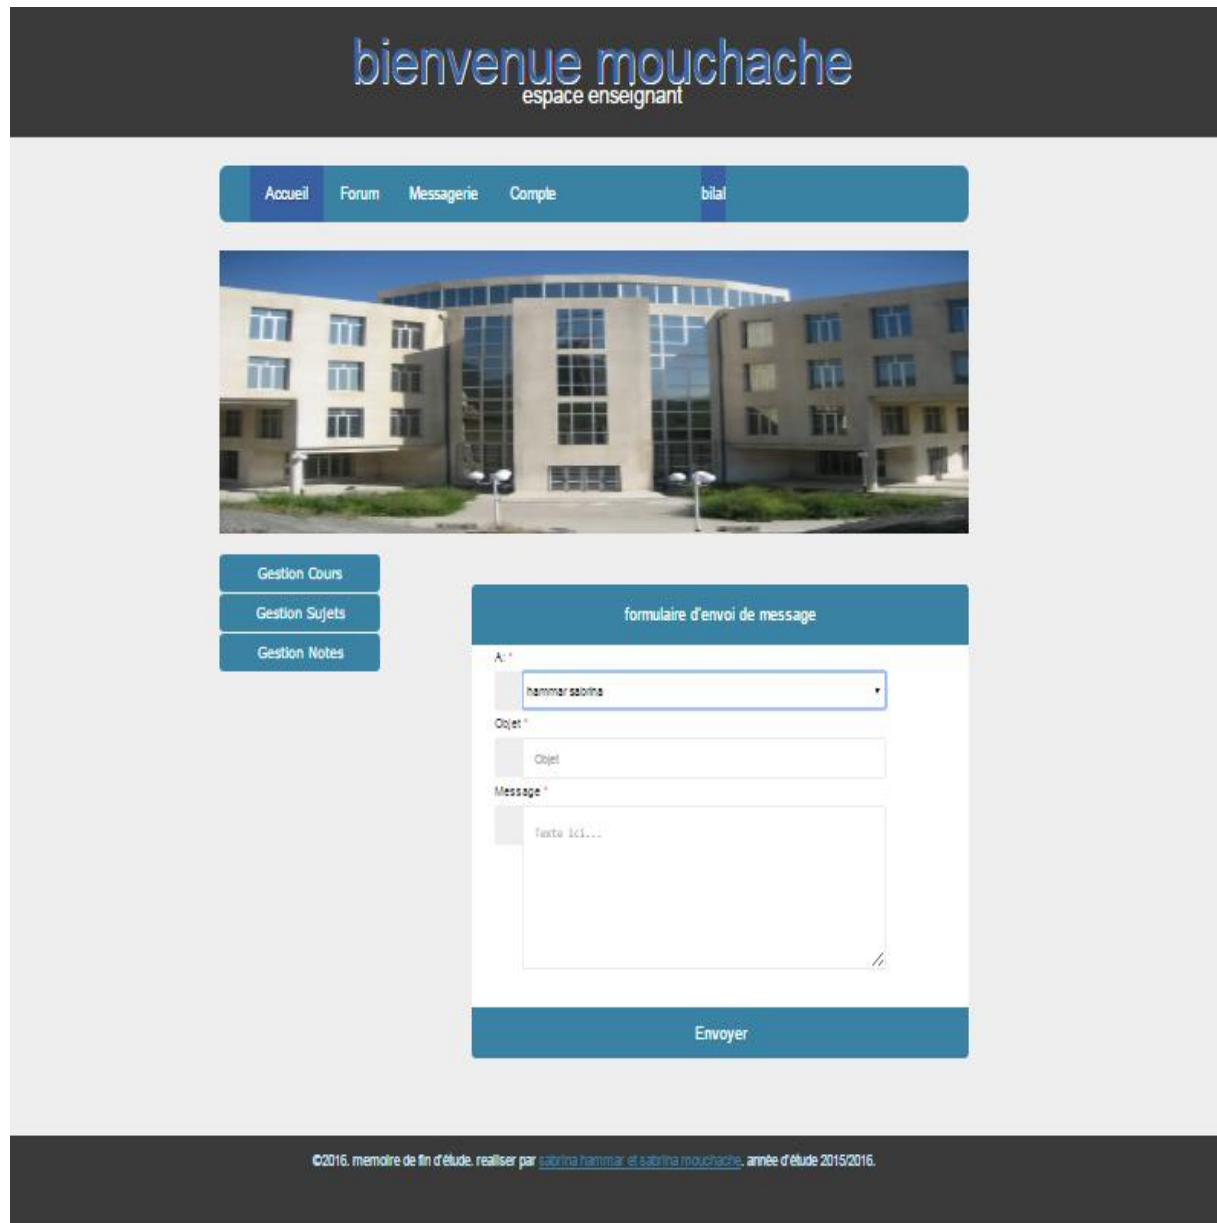 bienvenue mouchache
espace enseignant
Accueil Forum Messagerie Compte bilal
Gestion Cours
Gestion Sujets
Gestion Notes
formulaire d'envoi de message
A: *
hammar sabrina
Objet *
Objet
Message *
Texte ici...
Envoyer
©2016. memoire de fin d'étude. realiser par sabrina hammar et sabrina mouchache. année d'étude 2015/2016.